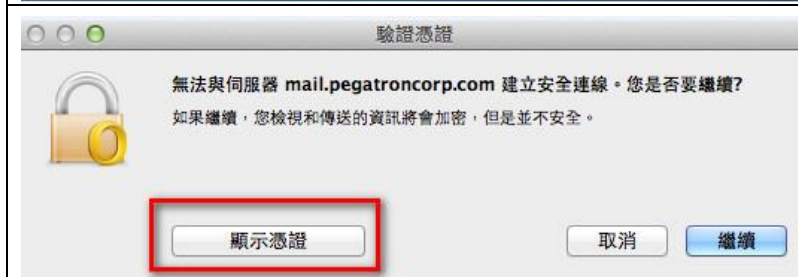 驗證憑證
無法與伺服器 mail.pegatroncorp.com 建立安全連線。您是否要繼續?
如果繼續，您檢視和傳送的資訊將會加密，但是並不安全。
顯示憑證
取消
繼續